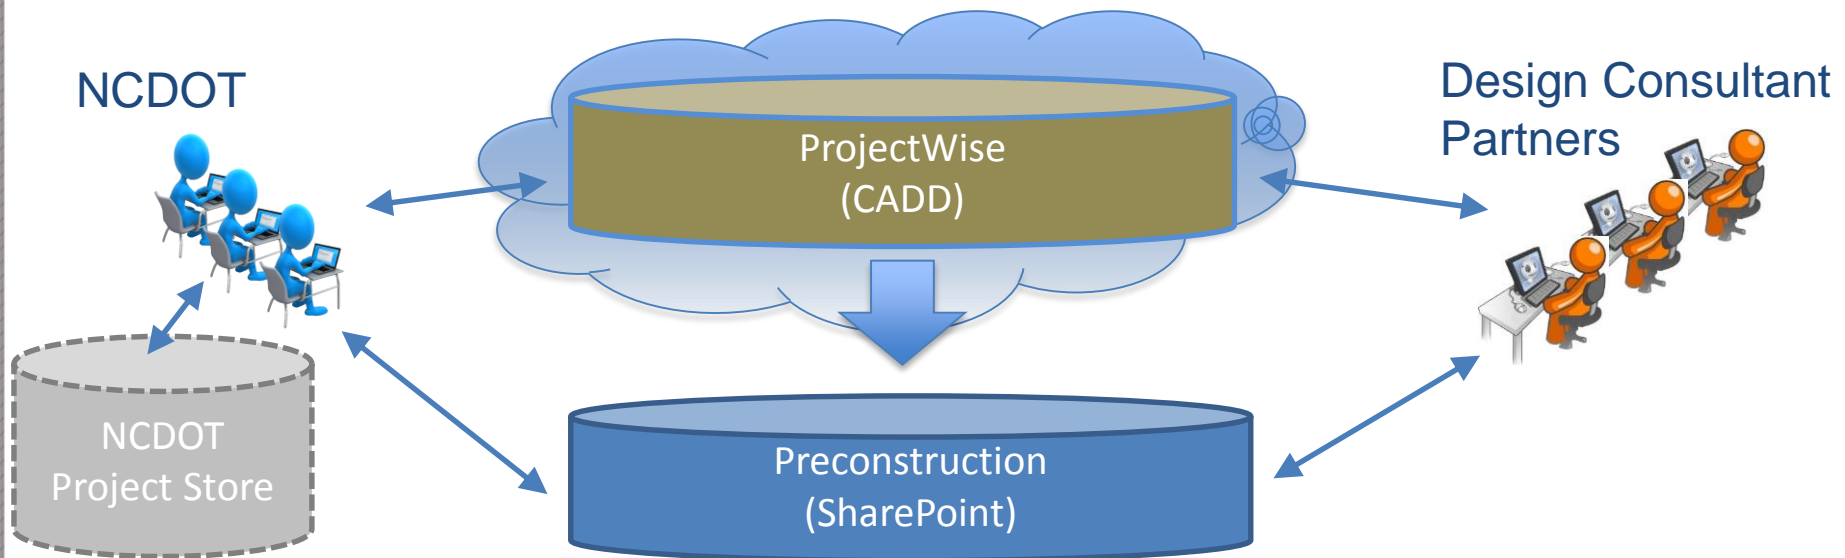 NCDOT
ProjectWise
(CADD)
Design Consultant
Partners
NCDOT
Project Store
Preconstruction
(SharePoint)